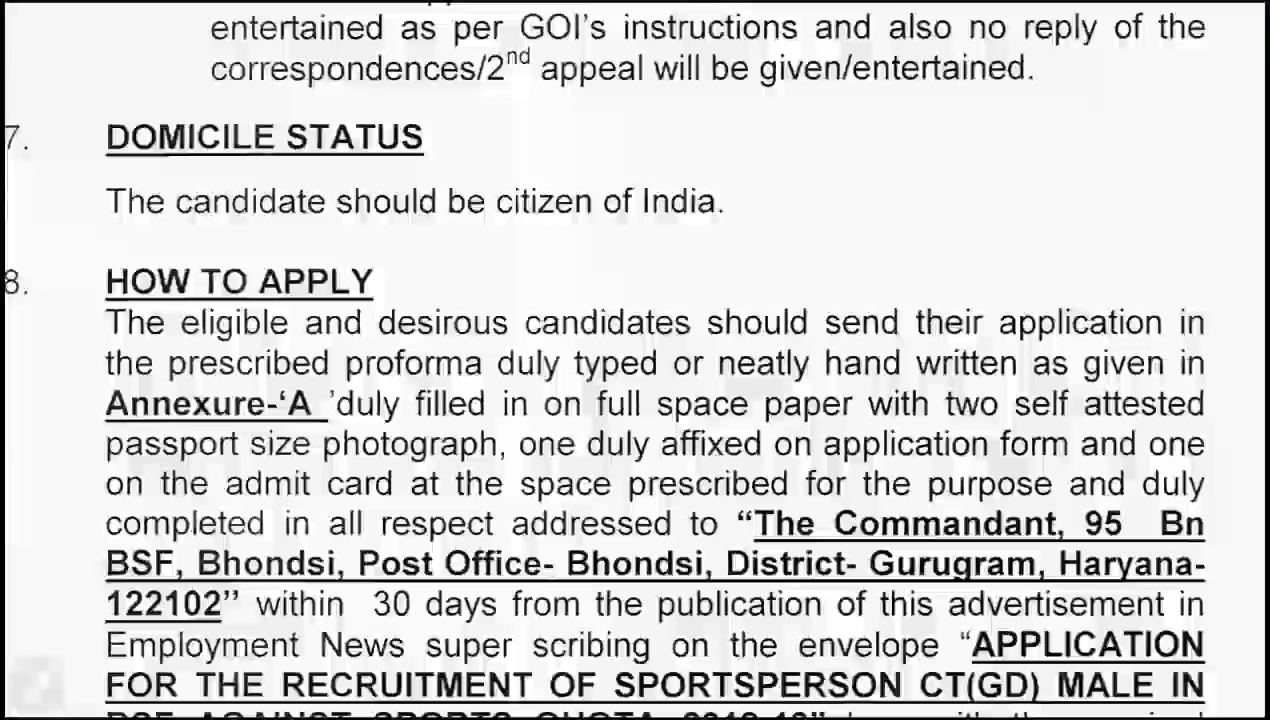 entertained as per GOI's instructions and also no reply of the
correspondences/2nd appeal will be given/entertained.
7. DOMICILE STATUS
The candidate should be citizen of India.
8. HOW TO APPLY
The eligible and desirous candidates should send their application in
the prescribed proforma duly typed or neatly hand written as given in
Annexure-'A 'duly filled in on full space paper with two self attested
passport size photograph, one duly affixed on application form and one
on the admit card at the space prescribed for the purpose and duly
completed in all respect addressed to "The Commandant, 95 Bn
BSF, Bhondsi, Post Office- Bhondsi, District- Gurugram, Haryana-
122102" within 30 days from the publication of this advertisement in
Employment News super scribing on the envelope "APPLICATION
FOR THE RECRUITMENT OF SPORTSPERSON CT(GD) MALE IN
BSF AGAINST SPORTS QUOTA